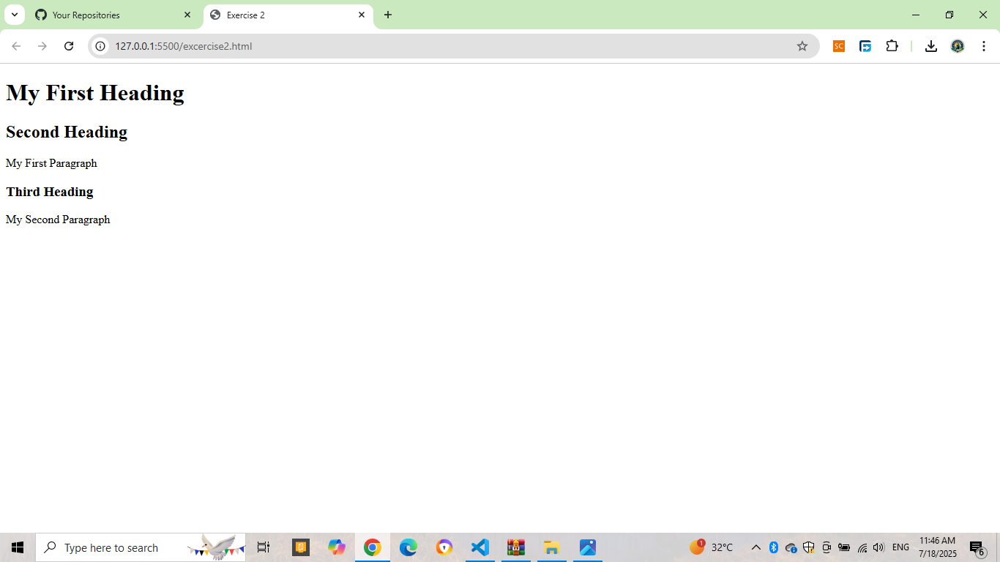 Your Repositories
Exercise 2
127.0.0.1:5500/excercise2.html
SC
My First Heading
Second Heading
My First Paragraph
Third Heading
My Second Paragraph
Type here to search
1
32°C
ENG
11:46 AM
7/18/2025
6